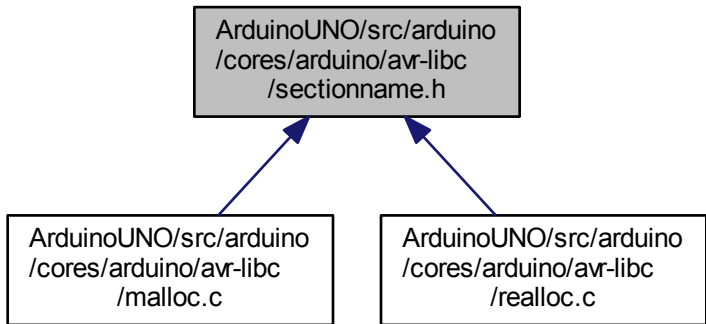 ArduinoUNO/src/arduino
/cores/arduino/avr-libc
/sectionname.h
ArduinoUNO/src/arduino
/cores/arduino/avr-libc
/malloc.c
ArduinoUNO/src/arduino
/cores/arduino/avr-libc
/realloc.c